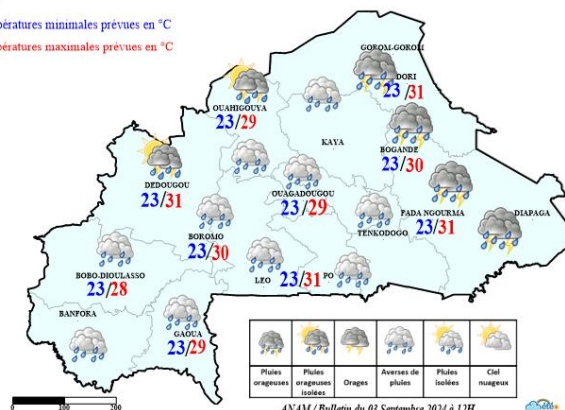 pératures minimales prévues en °C
pératures maximales prévues en °C
GOROM-GOROM
DORI
23/31
OUAHIGOUYA
23/29
KAYA
BOGANDE
23/30
DEDOUGOU
23/31
OUAGADOUGOU
23/29
FADA NGOURMA
23/31
DIAPAGA
TENKODOGO
BOROMO
23/30
BOBO-DIOULASSO
23/28
LEO
23/31
PO
BANFORA
GAOUA
23/29
Pluies orageuses
Pluies orageuses isolées
Orages
Averses de pluies
Pluies isolées
Ciel nuageux
0 100 200
ANAM / Bulletin du 03 Septembre 2024 à 12H